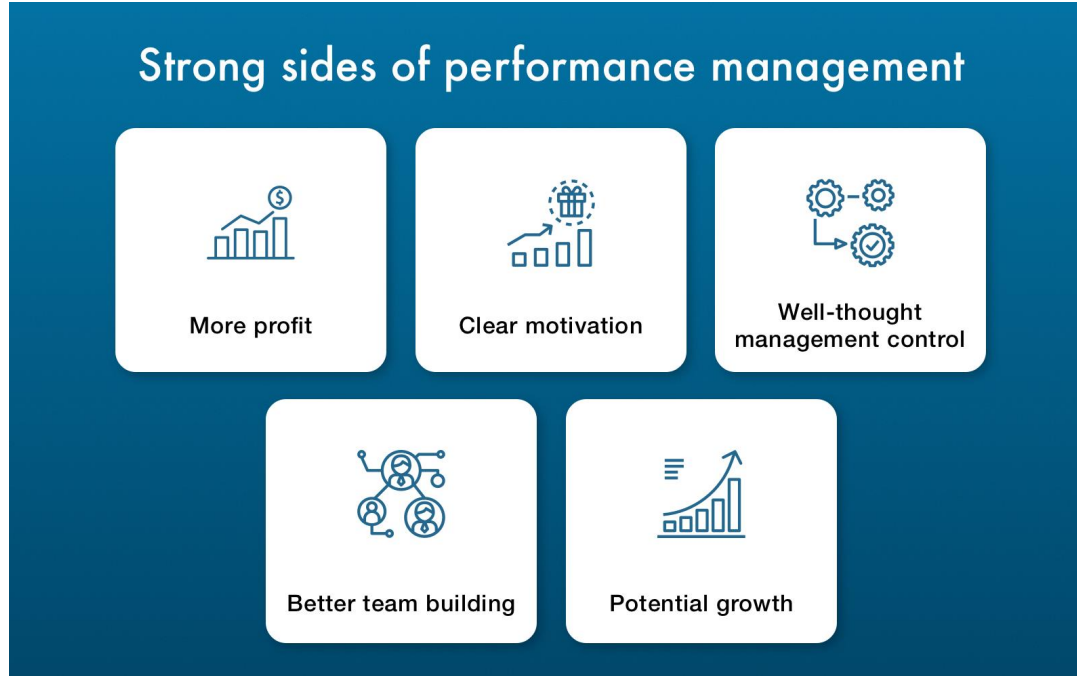 Strong sides of performance management
$
More profit
Clear motivation
Well-thought
management control
Better team building
Potential growth